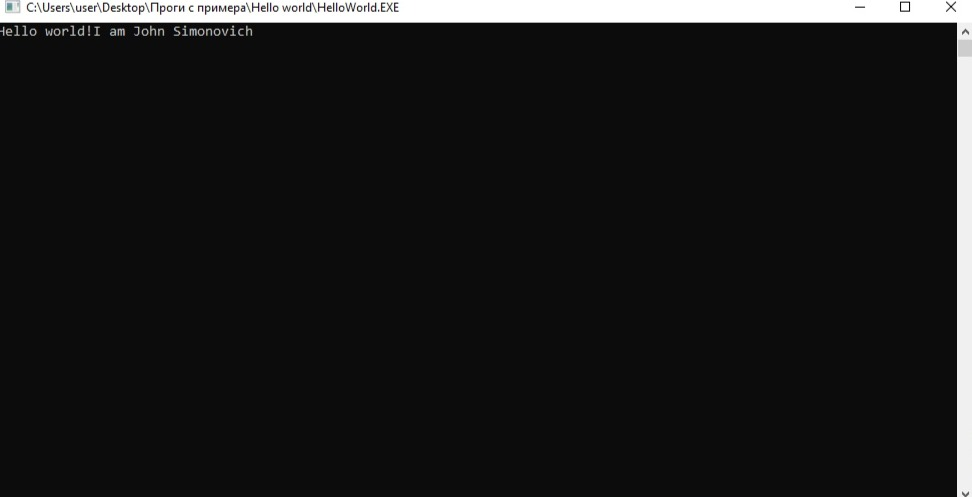 C:\Users\user\Desktop\Проги с примера\Hello world\HelloWorld.EXE
Hello world!I am John Simonovich